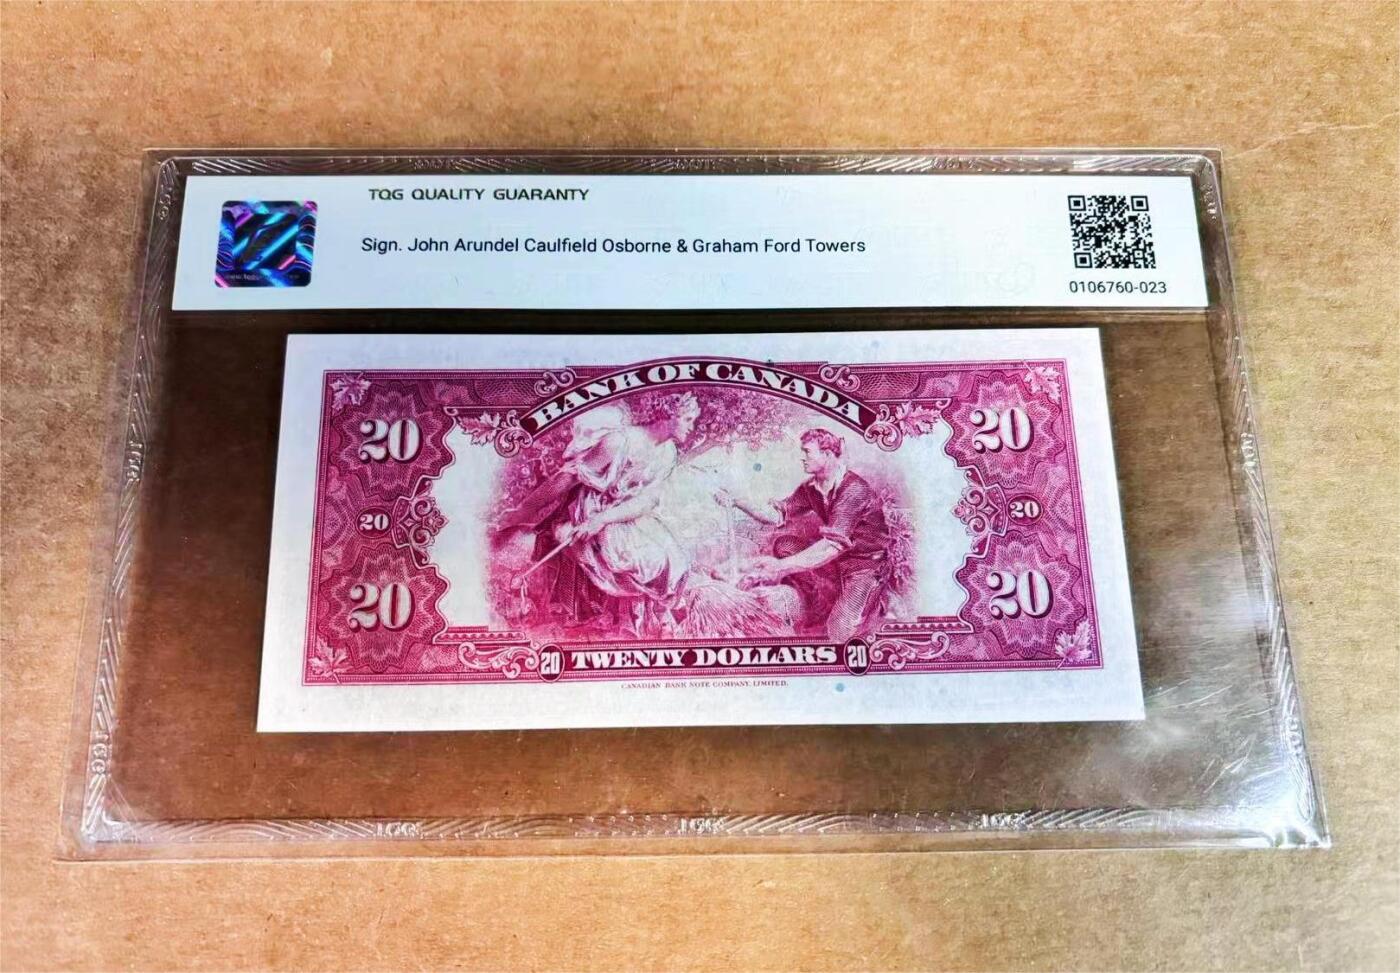 TQG QUALITY GUARANTY
Sign. John Arundel Caulfield Osborne & Graham Ford Towers
0106760-023
BANK OF CANADA
20
20
20
20
20
20
20 TWENTY DOLLARS 20
CANADIAN BANK NOTE COMPANY, LIMITED.